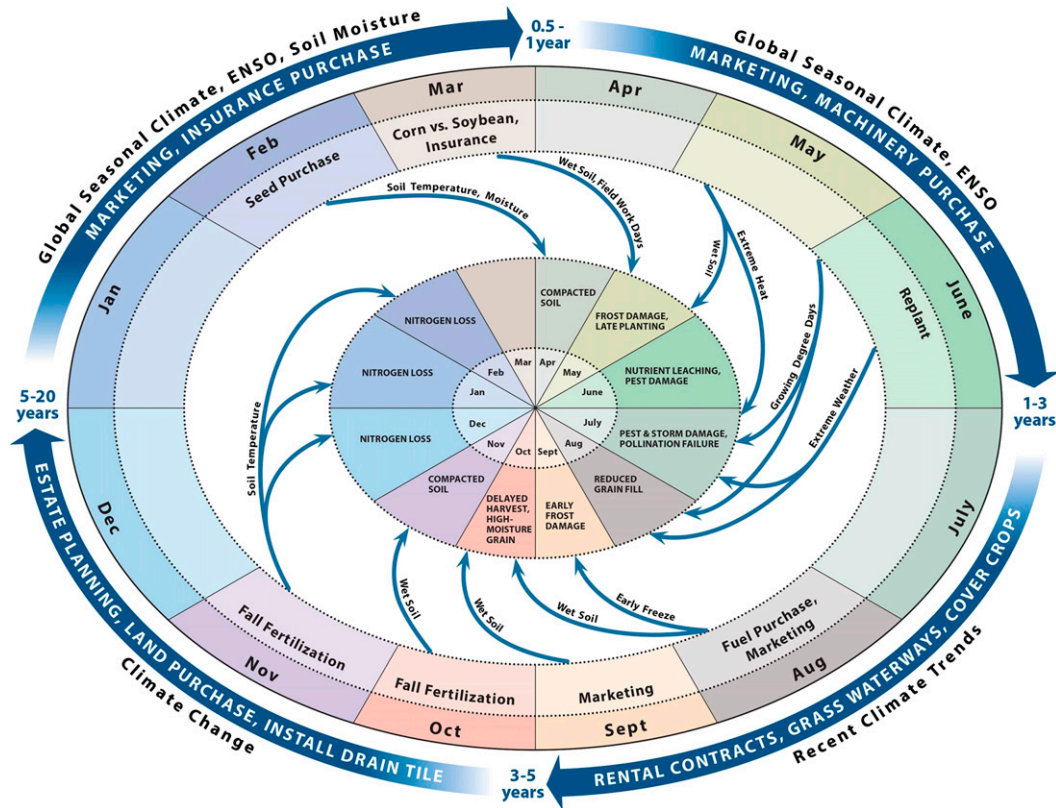 Global Seasonal Climate, ENSO, Soil Moisture
MARKETING, INSURANCE PURCHASE
0.5 -
1 year
Global Seasonal Climate, ENSO
MARKETING, MACHINERY PURCHASE
1-3
years
RENTAL CONTRACTS, GRASS WATERWAYS, COVER CROPS
Recent Climate Trends
3-5
years
ESTATE PLANNING, LAND PURCHASE, INSTALL DRAIN TILE
Climate Change
5-20
years
Jan
Feb
Mar
Apr
May
June
July
Aug
Sept
Oct
Nov
Dec
Seed Purchase
Corn vs. Soybean,
Insurance
Replant
Fuel Purchase,
Marketing
Marketing
Fall Fertilization
Fall Fertilization
Soil Temperature, Moisture
Wet Soil, Field Work Days
Wet Soil
Extreme Heat
Growing Degree Days
Extreme Weather
Early Freeze
Wet Soil
Wet Soil
Wet Soil
Soil Temperature
NITROGEN LOSS
COMPACTED
SOIL
FROST DAMAGE,
LATE PLANTING
NUTRIENT LEACHING,
PEST DAMAGE
PEST & STORM DAMAGE,
POLLINATION FAILURE
REDUCED
GRAIN FILL
EARLY
FROST
DAMAGE
DELAYED
HARVEST,
HIGH-
MOISTURE
GRAIN
COMPACTED
SOIL
NITROGEN LOSS
NITROGEN LOSS
Jan
Feb
Mar
Apr
May
June
July
Aug
Sept
Oct
Nov
Dec